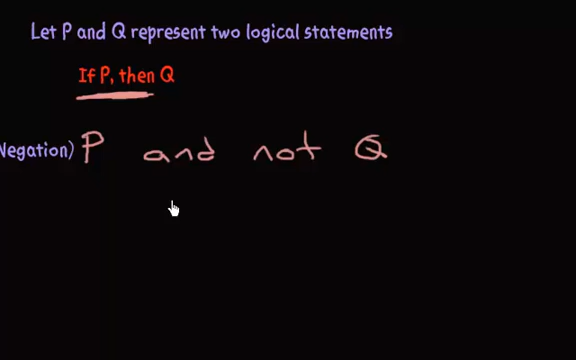 Let P and Q represent two logical statements
If P, then Q
Negation) P and not Q